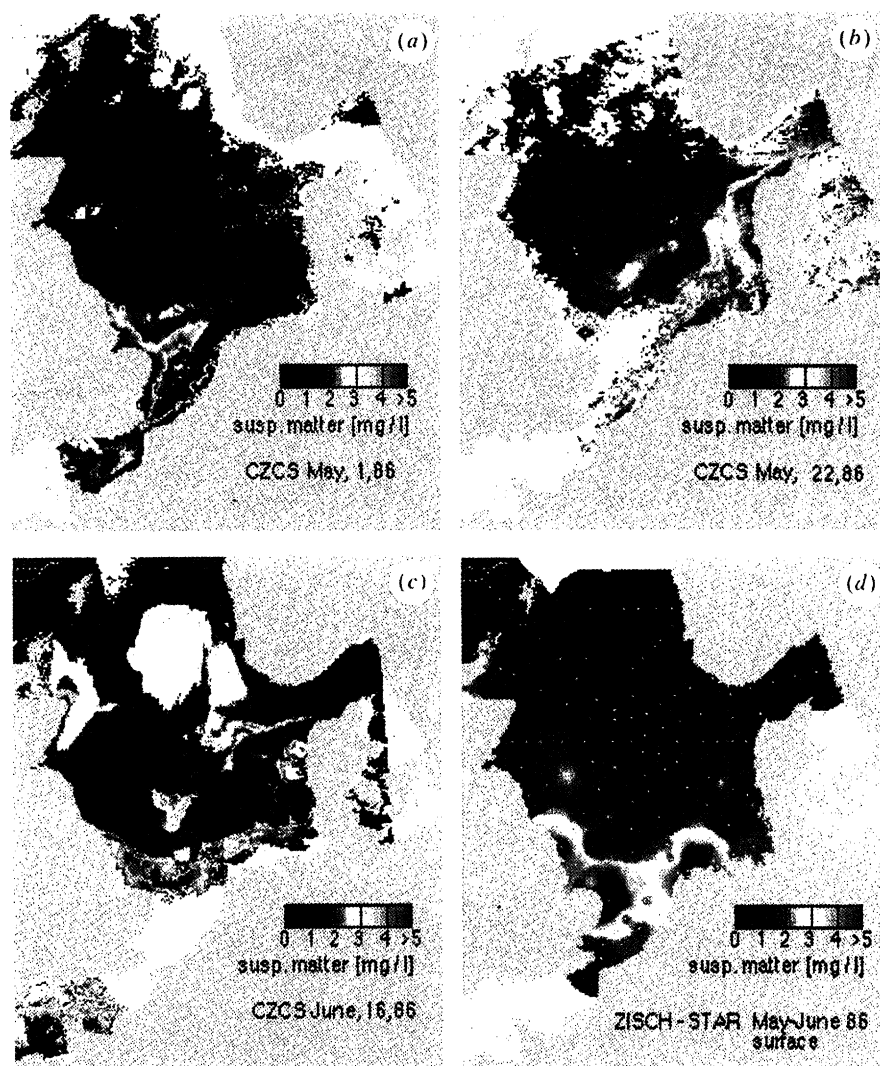 (a)
0 1 2 3 4 >5
susp. matter [mg/l]
CZCS May, 1,86
(b)
0 1 2 3 4 >5
susp. matter [mg/l]
CZCS May, 22,86
(c)
0 1 2 3 4 >5
susp. matter [mg/l]
CZCS June, 16,86
(d)
0 1 2 3 4 >5
susp. matter [mg/l]
ZISCH-STAR May-June 86
surface